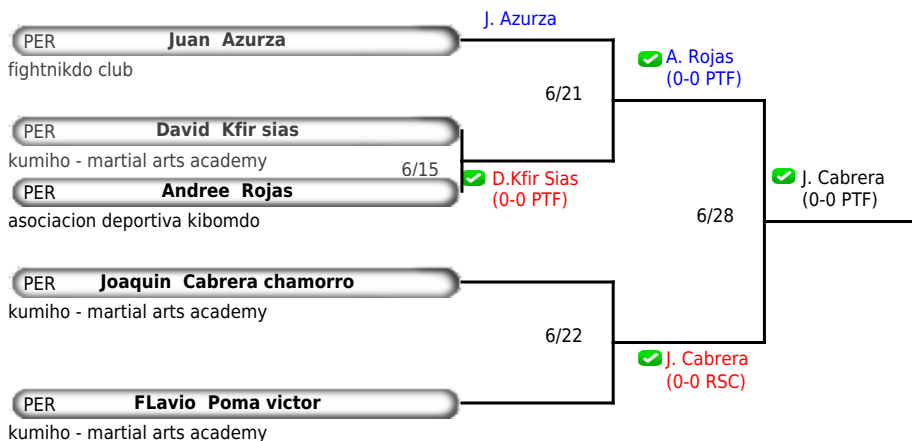 J. Azurza
PER Juan Azurza
fightnikdo club
A. Rojas
(0-0 PTF)
6/21
PER David Kfir sias
kumiho - martial arts academy
6/15
D.Kfir Sias
(0-0 PTF)
PER Andree Rojas
asociacion deportiva kibomdo
J. Cabrera
(0-0 PTF)
6/28
PER Joaquin Cabrera chamorro
kumiho - martial arts academy
6/22
J. Cabrera
(0-0 RSC)
PER FLavio Poma victor
kumiho - martial arts academy